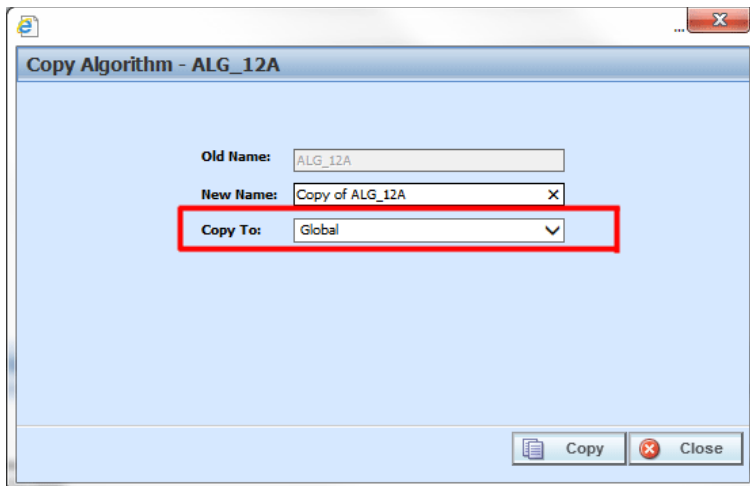 ...
Copy Algorithm - ALG_12A
Old Name: ALG_12A
New Name: Copy of ALG_12A
Copy To: Global
Copy Close